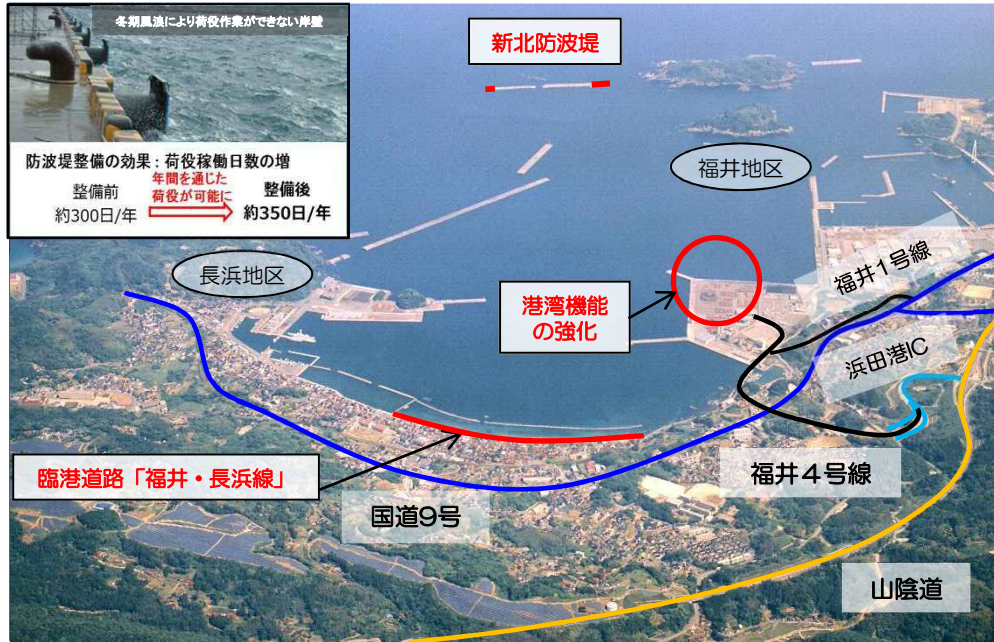 冬期風浪により荷役作業ができない岸壁
防波堤整備の効果：荷役稼働日数の増
整備前
約300日/年
年間を通じた
荷役が可能に
整備後
約350日/年
新北防波堤
福井地区
長浜地区
港湾機能
の強化
福井1号線
浜田港IC
臨港道路「福井・長浜線」
福井4号線
国道9号
山陰道